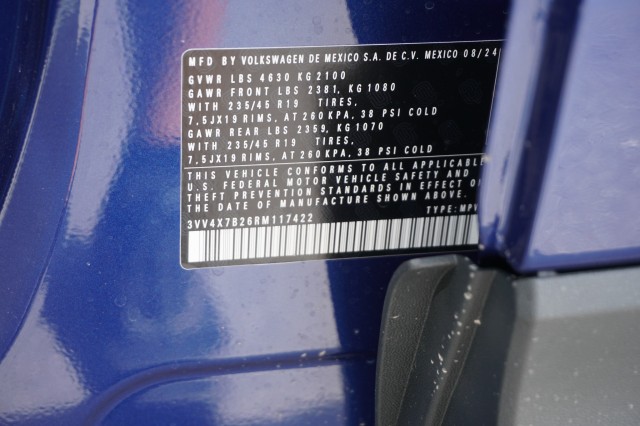 MFD BY VOLKSWAGEN DE MEXICO S.A. DE C.V. MEXICO 08/24
GVWR LBS 4630 KG 2100
GAWR FRONT LBS 2381, KG 1080
WITH 235/45 R19 TIRES,
7,5JX19 RIMS, AT 260 KPA, 38 PSI COLD
GAWR REAR LBS 2359, KG 1070
WITH 235/45 R19 TIRES,
7,5JX19 RIMS, AT 260 KPA, 38 PSI COLD
THIS VEHICLE CONFORMS TO ALL APPLICABLE
U.S. FEDERAL MOTOR VEHICLE SAFETY AND
THEFT PREVENTION STANDARDS IN EFFECT ON
THE DATE OF MANUFACTURE SHOWN ABOVE
3VV4X7B26RM117422 TYPE: MPV